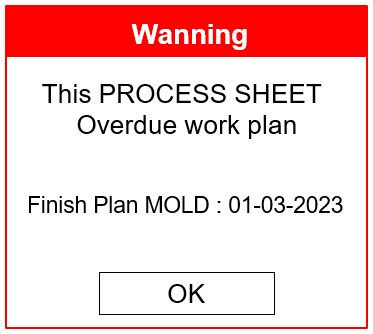 Wanning
This PROCESS SHEET
Overdue work plan
Finish Plan MOLD : 01-03-2023
OK